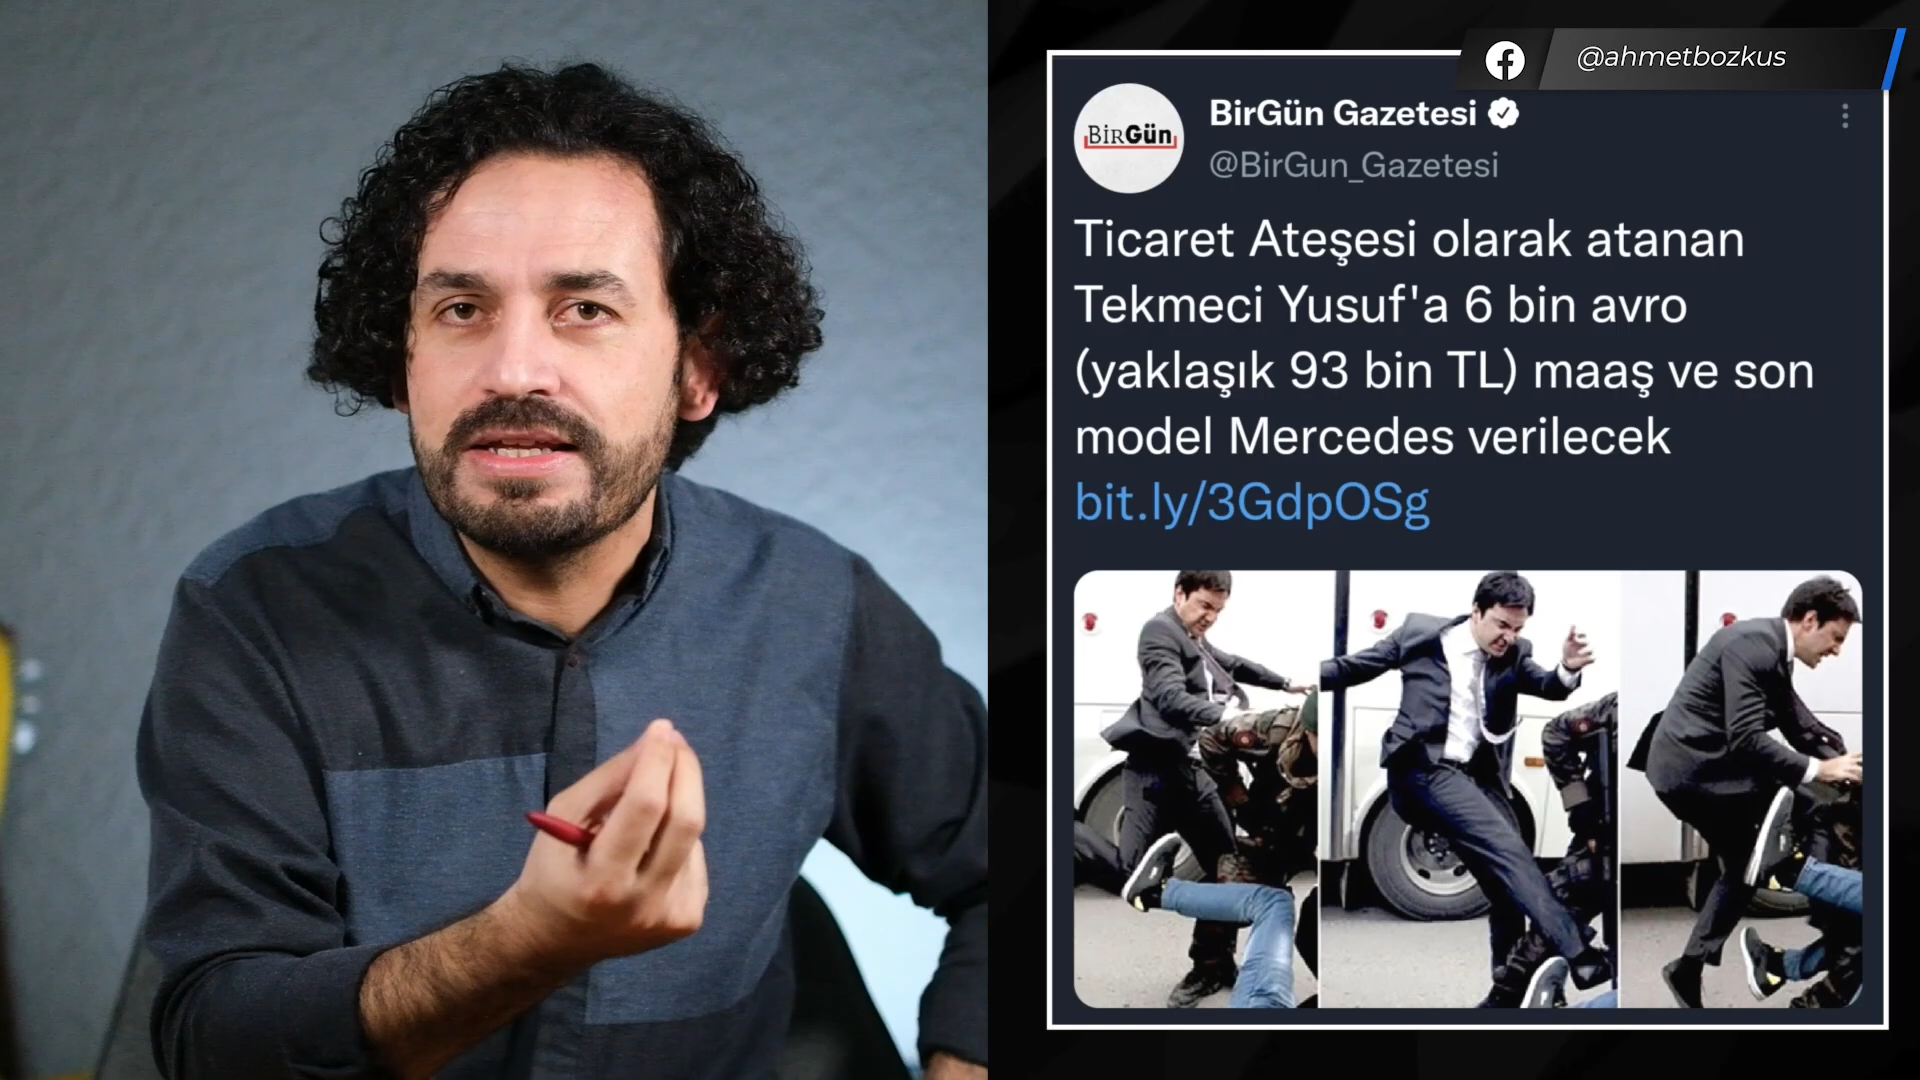 @ahmetbozkus
BirGün
BirGün Gazetesi
@BirGun_Gazetesi
Ticaret Ateşesi olarak atanan
Tekmeci Yusuf'a 6 bin avro
(yaklaşık 93 bin TL) maaş ve son
model Mercedes verilecek
bit.ly/3GdpOSg